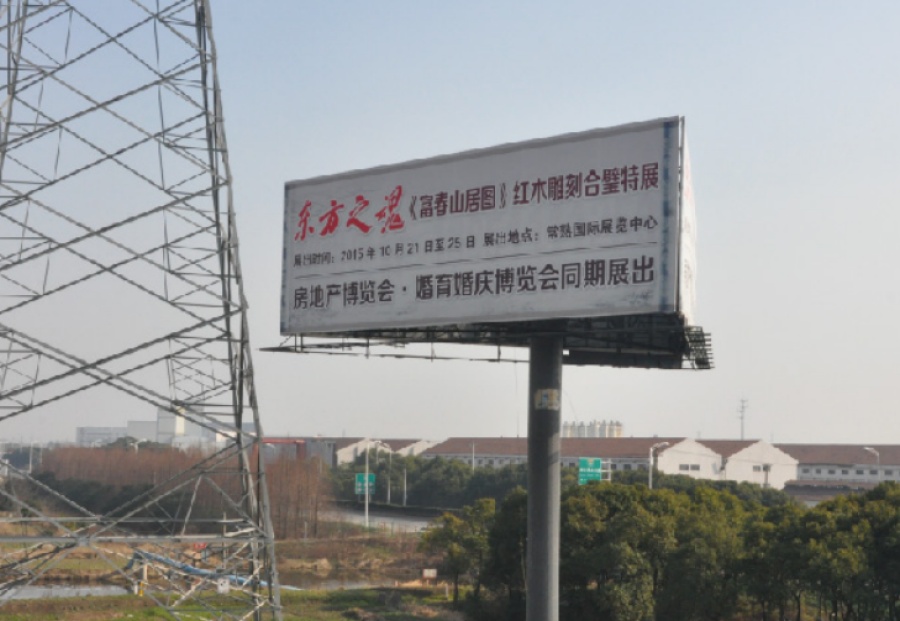 东方之魂《富春山居图》红木雕刻合璧特展
展出时间：2015年10月21日至25日 展出地点：常熟国际展览中心
房地产博览会·婚育婚庆博览会同期展出